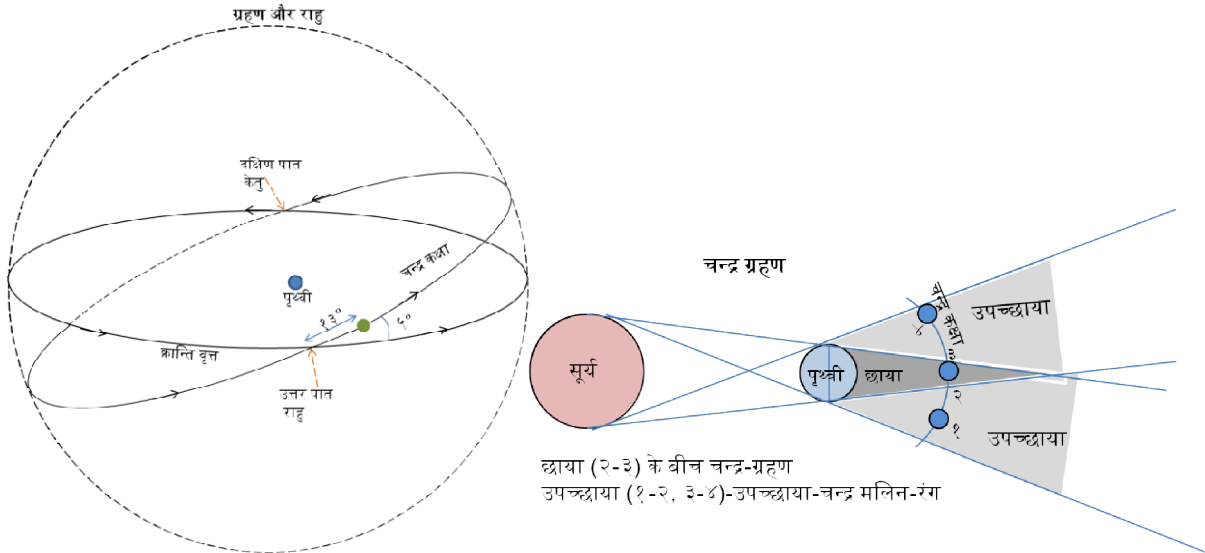 ग्रहण और राहु
दक्षिण पात
केतु
चन्द्र कक्षा
पृथ्वी
१३°
५°
क्रान्ति वृत्त
उत्तर पात
राहु
चन्द्र ग्रहण
चन्द्र कक्षा
उपच्छाया
४
३
सूर्य
पृथ्वी
छाया
२
१
उपच्छाया
छाया (२-३) के बीच चन्द्र-ग्रहण
उपच्छाया (१-२, ३-४)-उपच्छाया-चन्द्र मलिन-रंग